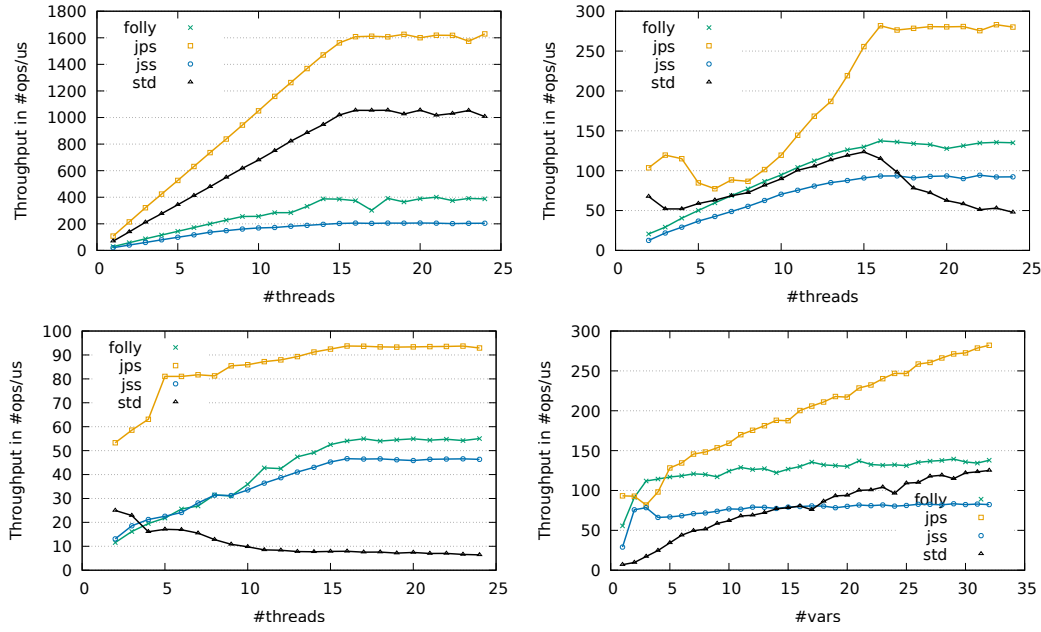 Throughput in #ops/us
1800
1600
1400
1200
1000
800
600
400
200
0
folly
jps
jss
std
0 5 10 15 20 25
#threads
Throughput in #ops/us
300
250
200
150
100
50
0
folly
jps
jss
std
0 5 10 15 20 25
#threads
Throughput in #ops/us
100
90
80
70
60
50
40
30
20
10
0
folly
jps
jss
std
0 5 10 15 20 25
#threads
Throughput in #ops/us
300
250
200
150
100
50
0
folly
jps
jss
std
0 5 10 15 20 25 30 35
#vars